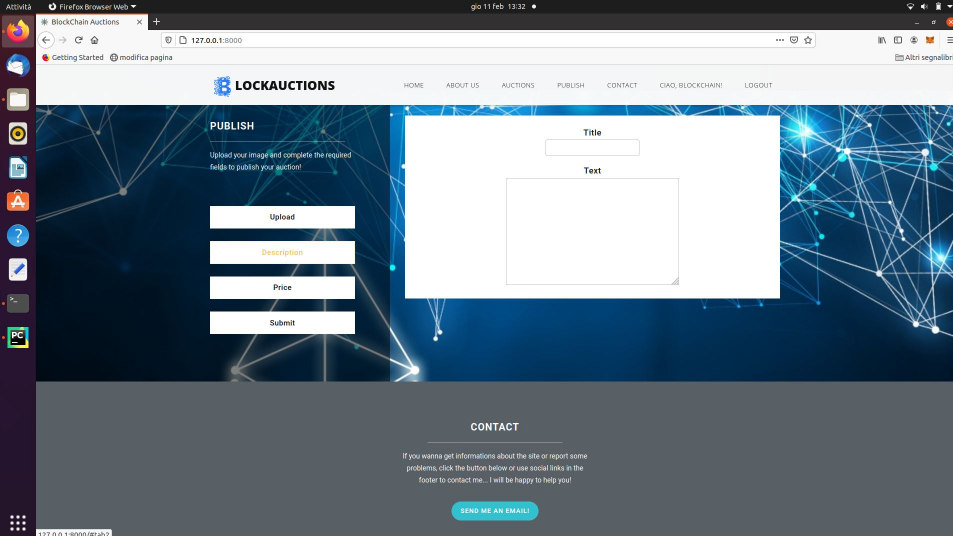 Attività
Firefox Browser Web
gio 11 feb 13:32
BlockChain Auctions
127.0.0.1:8000
Getting Started
modifica pagina
Altri segnalibri
LOCKAUCTIONS
HOME
ABOUT US
AUCTIONS
PUBLISH
CONTACT
CIAO, BLOCKCHAIN!
LOGOUT
PUBLISH
Upload your image and complete the required
fields to publish your auction!
Upload
Description
Price
Submit
Title
Text
CONTACT
If you wanna get informations about the site or report some
problems, click the button below or use social links in the
footer to contact me... I will be happy to help you!
SEND ME AN EMAIL!
PC
127.0.0.1:8000/#tab2